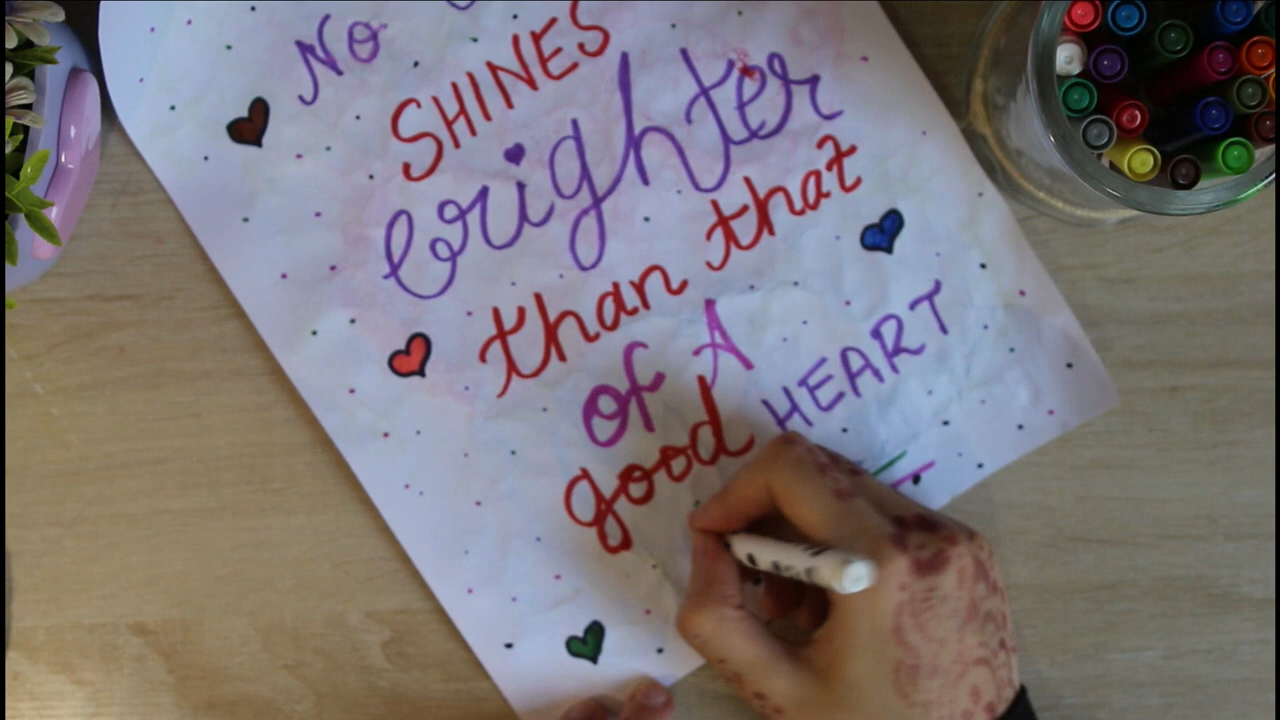 No
SHINES
brighter
than that
of A
good HEART